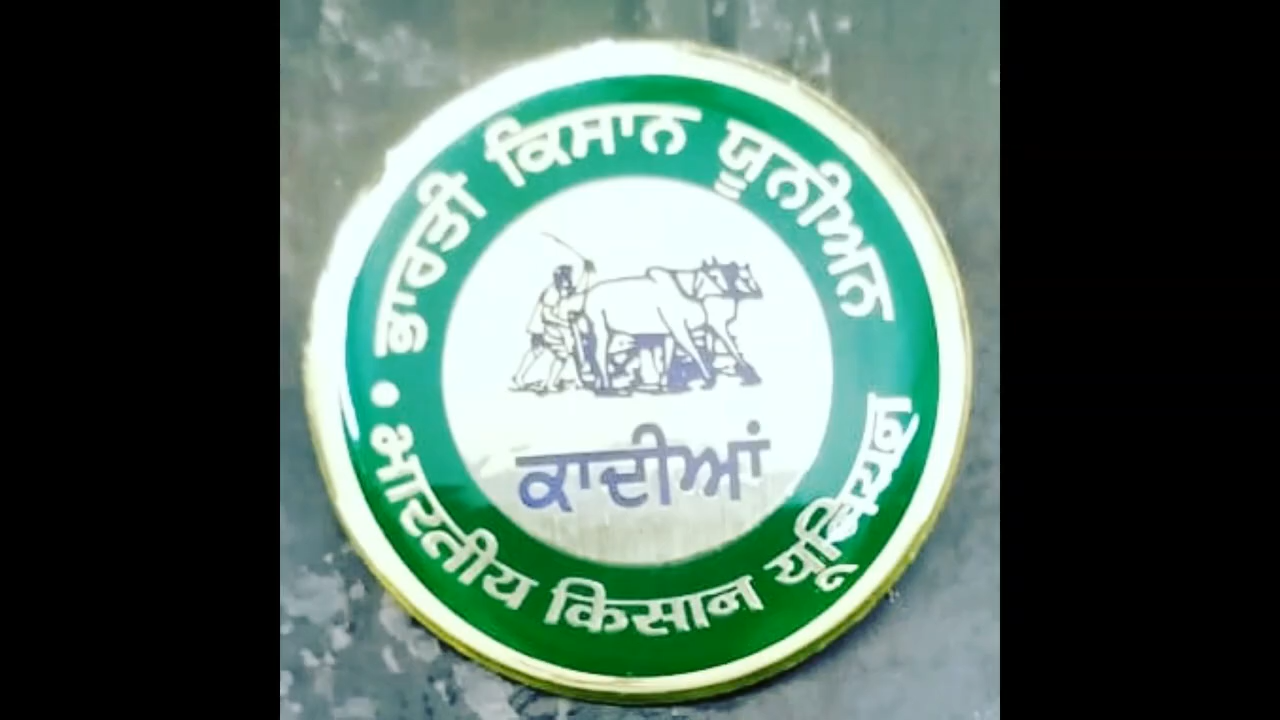 ਭਾਰਤੀ ਕਿਸਾਨ ਯੂਨੀਅਨ
ਕਾਦੀਆਂ
भारतीय किसान यूनियन